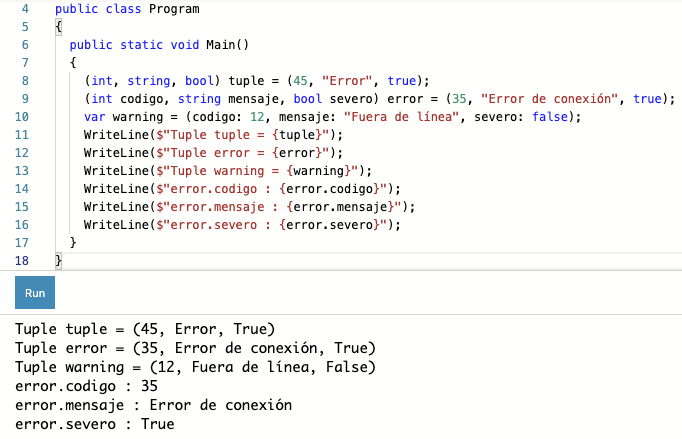 4 public class Program
5 {
6 public static void Main()
7 {
8 (int, string, bool) tuple = (45, "Error", true);
9 (int codigo, string mensaje, bool severo) error = (35, "Error de conexión", true);
10 var warning = (codigo: 12, mensaje: "Fuera de línea", severo: false);
11 WriteLine($"Tuple tuple = {tuple}");
12 WriteLine($"Tuple error = {error}");
13 WriteLine($"Tuple warning = {warning}");
14 WriteLine($"error.codigo : {error.codigo}");
15 WriteLine($"error.mensaje : {error.mensaje}");
16 WriteLine($"error.severo : {error.severo}");
17 }
18 }
Run
Tuple tuple = (45, Error, True)
Tuple error = (35, Error de conexión, True)
Tuple warning = (12, Fuera de línea, False)
error.codigo : 35
error.mensaje : Error de conexión
error.severo : True